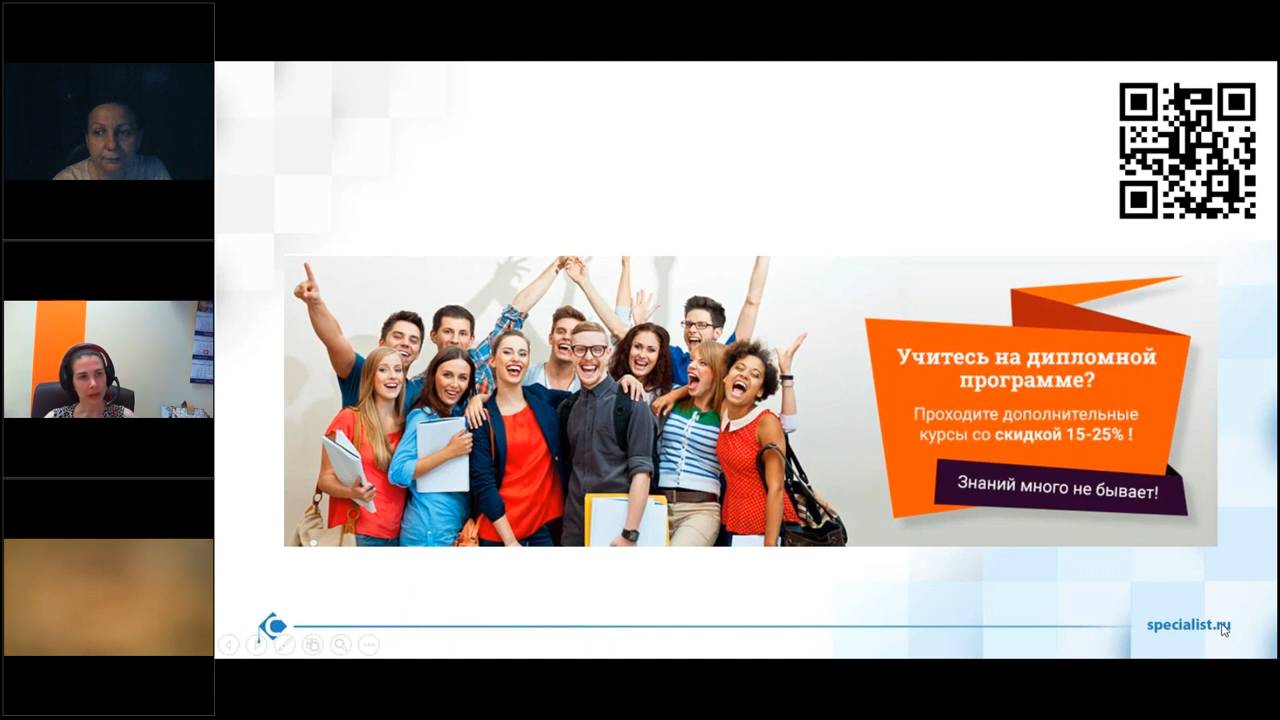 Учитесь на дипломной
программе?
Проходите дополнительные
курсы со скидкой 15-25% !
Знаний много не бывает!
specialist.ru